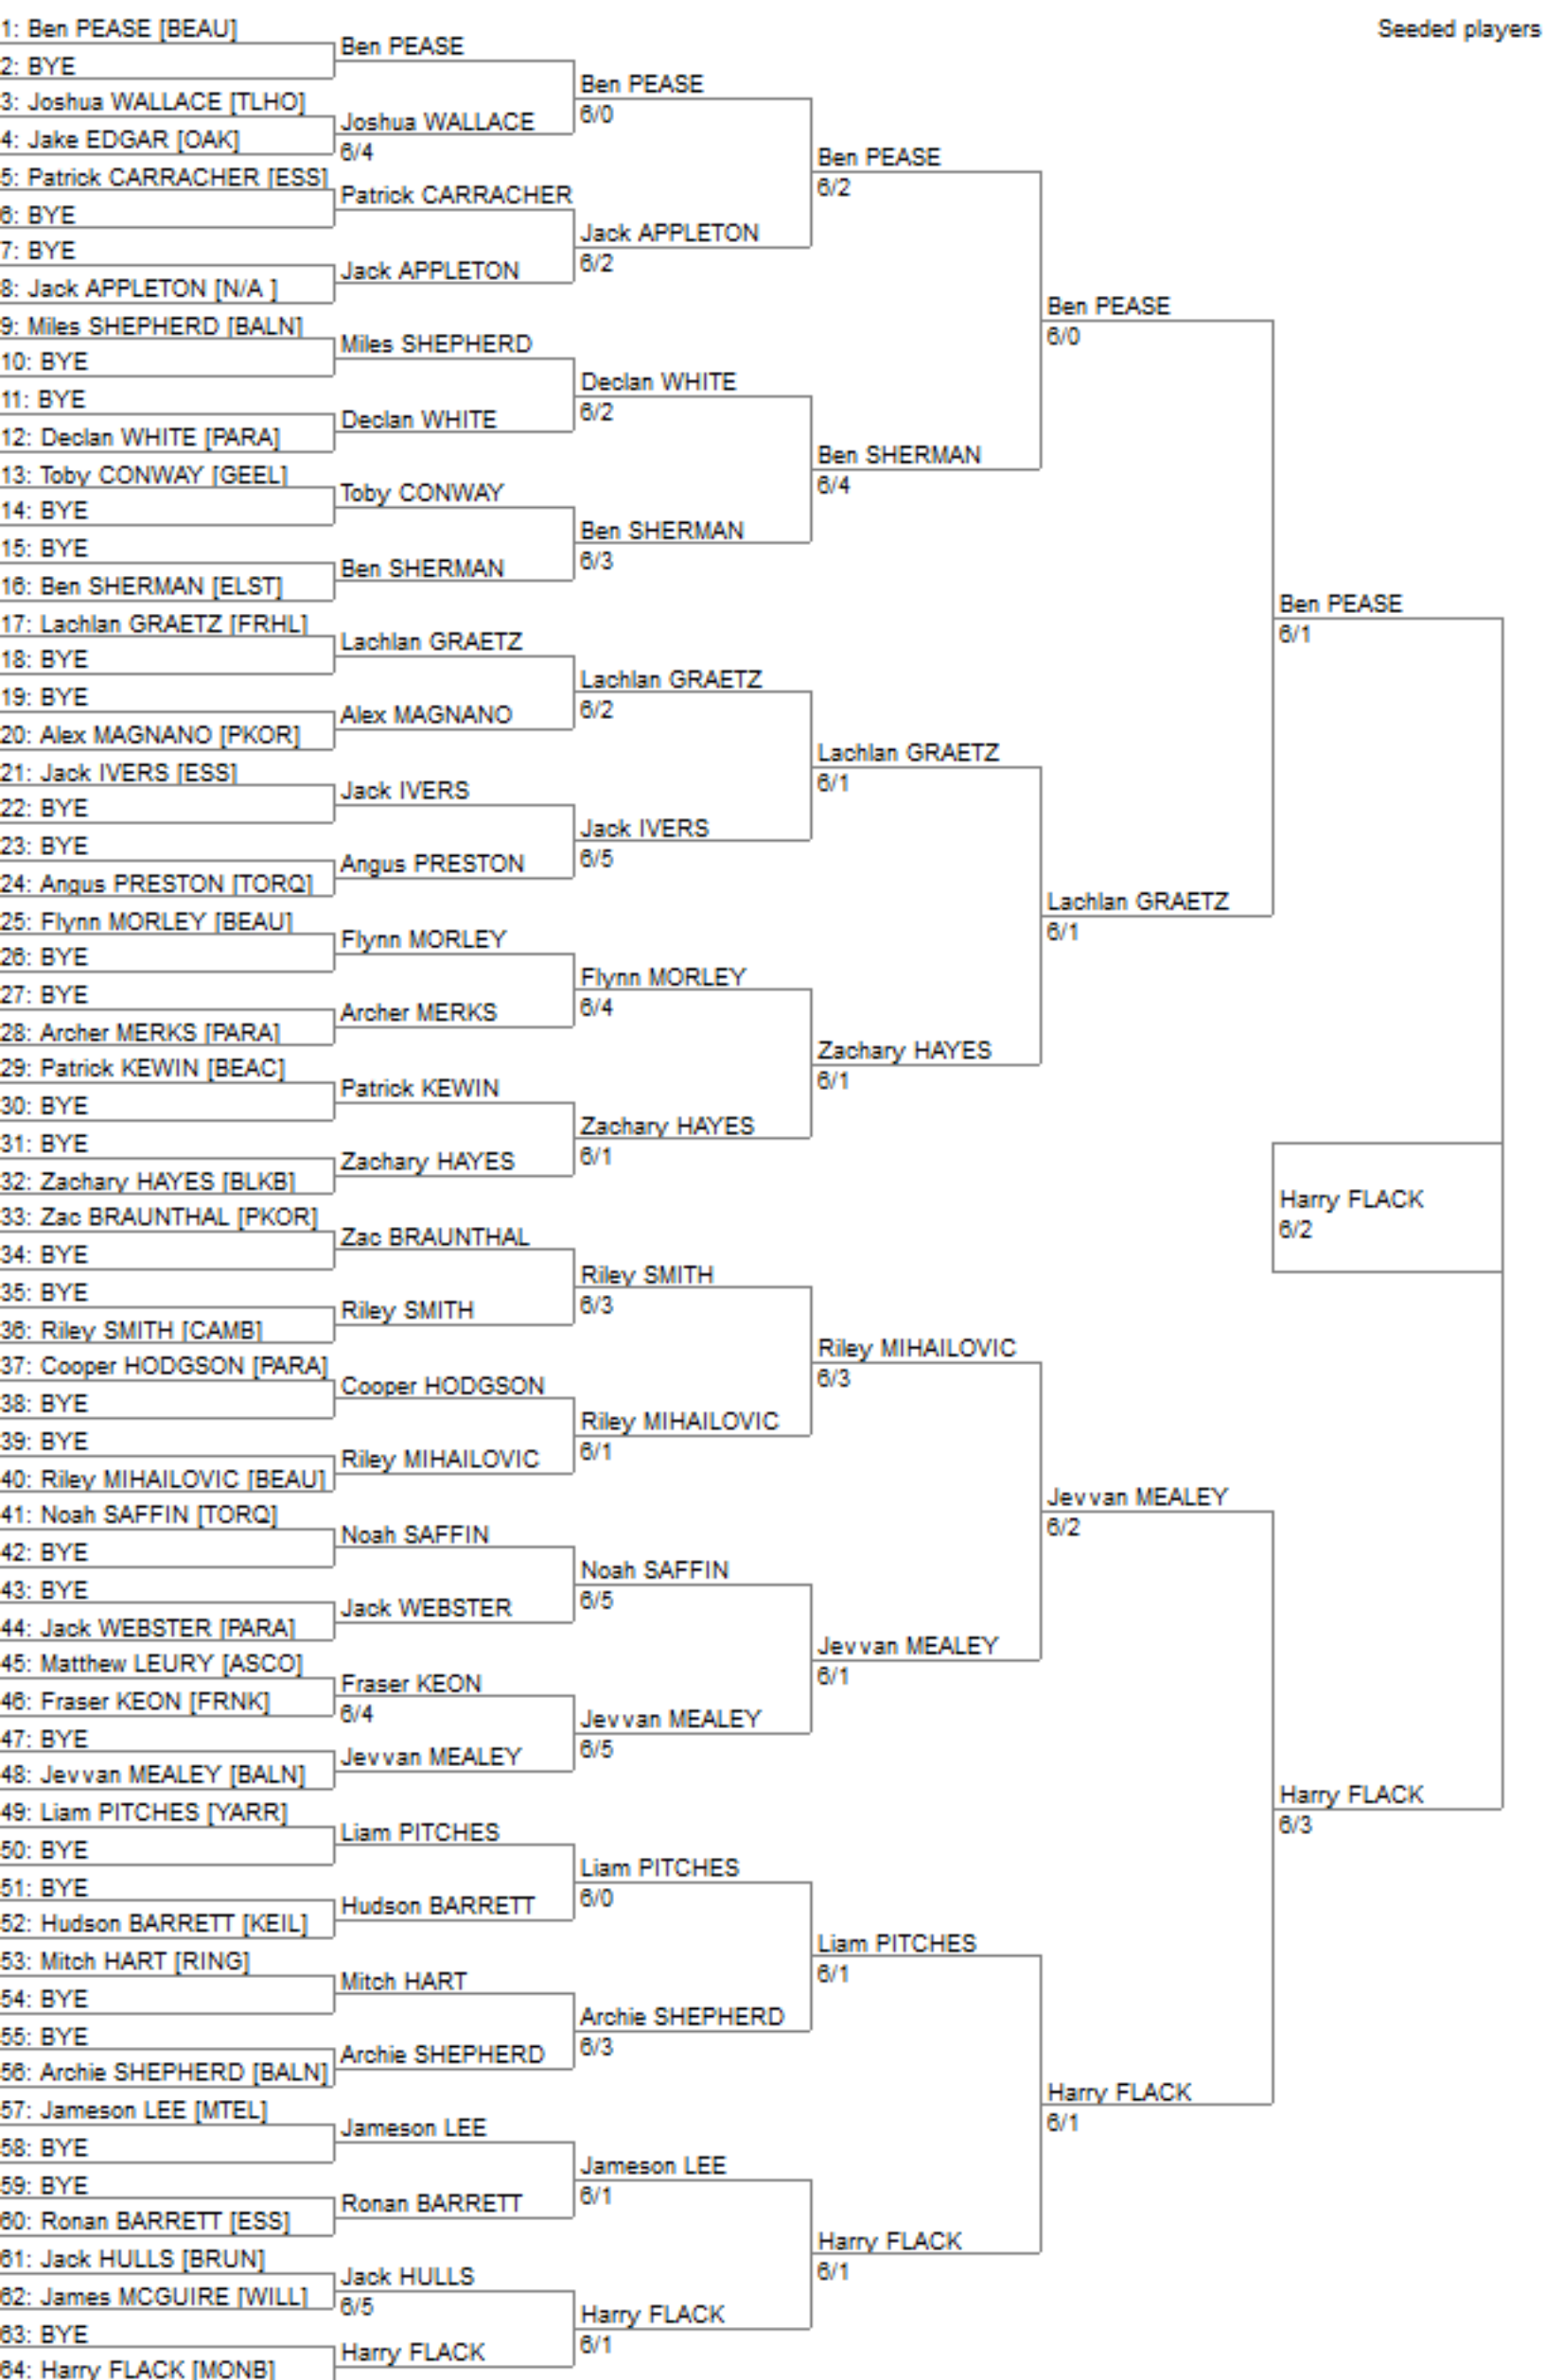 1: Ben PEASE [BEAU]
2: BYE
3: Joshua WALLACE [TLHO]
4: Jake EDGAR [OAK]
5: Patrick CARRACHER [ESS]
6: BYE
7: BYE
8: Jack APPLETON [N/A ]
9: Miles SHEPHERD [BALN]
10: BYE
11: BYE
12: Declan WHITE [PARA]
13: Toby CONWAY [GEEL]
14: BYE
15: BYE
16: Ben SHERMAN [ELST]
17: Lachlan GRAETZ [FRHL]
18: BYE
19: BYE
20: Alex MAGNANO [PKOR]
21: Jack IVERS [ESS]
22: BYE
23: BYE
24: Angus PRESTON [TORQ]
25: Flynn MORLEY [BEAU]
26: BYE
27: BYE
28: Archer MERKS [PARA]
29: Patrick KEWIN [BEAC]
30: BYE
31: BYE
32: Zachary HAYES [BLKB]
33: Zac BRAUNTHAL [PKOR]
34: BYE
35: BYE
36: Riley SMITH [CAMB]
37: Cooper HODGSON [PARA]
38: BYE
39: BYE
40: Riley MIHAILOVIC [BEAU]
41: Noah SAFFIN [TORQ]
42: BYE
43: BYE
44: Jack WEBSTER [PARA]
45: Matthew LEURY [ASCO]
46: Fraser KEON [FRNK]
47: BYE
48: Jevvan MEALEY [BALN]
49: Liam PITCHES [YARR]
50: BYE
51: BYE
52: Hudson BARRETT [KEIL]
53: Mitch HART [RING]
54: BYE
55: BYE
56: Archie SHEPHERD [BALN]
57: Jameson LEE [MTEL]
58: BYE
59: BYE
60: Ronan BARRETT [ESS]
61: Jack HULLS [BRUN]
62: James MCGUIRE [WILL]
63: BYE
64: Harry FLACK [MONB]
Ben PEASE
Joshua WALLACE
6/4
Patrick CARRACHER
Jack APPLETON
Miles SHEPHERD
Declan WHITE
Toby CONWAY
Ben SHERMAN
Lachlan GRAETZ
Alex MAGNANO
Jack IVERS
Angus PRESTON
Flynn MORLEY
Archer MERKS
Patrick KEWIN
Zachary HAYES
Zac BRAUNTHAL
Riley SMITH
Cooper HODGSON
Riley MIHAILOVIC
Noah SAFFIN
Jack WEBSTER
Fraser KEON
6/4
Jevvan MEALEY
Liam PITCHES
Hudson BARRETT
Mitch HART
Archie SHEPHERD
Jameson LEE
Ronan BARRETT
Jack HULLS
6/5
Harry FLACK
Ben PEASE
6/0
Jack APPLETON
6/2
Declan WHITE
6/2
Ben SHERMAN
6/3
Lachlan GRAETZ
6/2
Jack IVERS
6/5
Flynn MORLEY
6/4
Zachary HAYES
6/1
Riley SMITH
6/3
Riley MIHAILOVIC
6/1
Noah SAFFIN
6/5
Jevvan MEALEY
6/5
Liam PITCHES
6/0
Archie SHEPHERD
6/3
Jameson LEE
6/1
Harry FLACK
6/1
Ben PEASE
6/2
Ben SHERMAN
6/4
Lachlan GRAETZ
6/1
Zachary HAYES
6/1
Riley MIHAILOVIC
6/3
Jevvan MEALEY
6/1
Liam PITCHES
6/1
Harry FLACK
6/1
Ben PEASE
6/0
Lachlan GRAETZ
6/1
Jevvan MEALEY
6/2
Harry FLACK
6/1
Seeded players
Ben PEASE
6/1
Harry FLACK
6/2
Harry FLACK
6/3